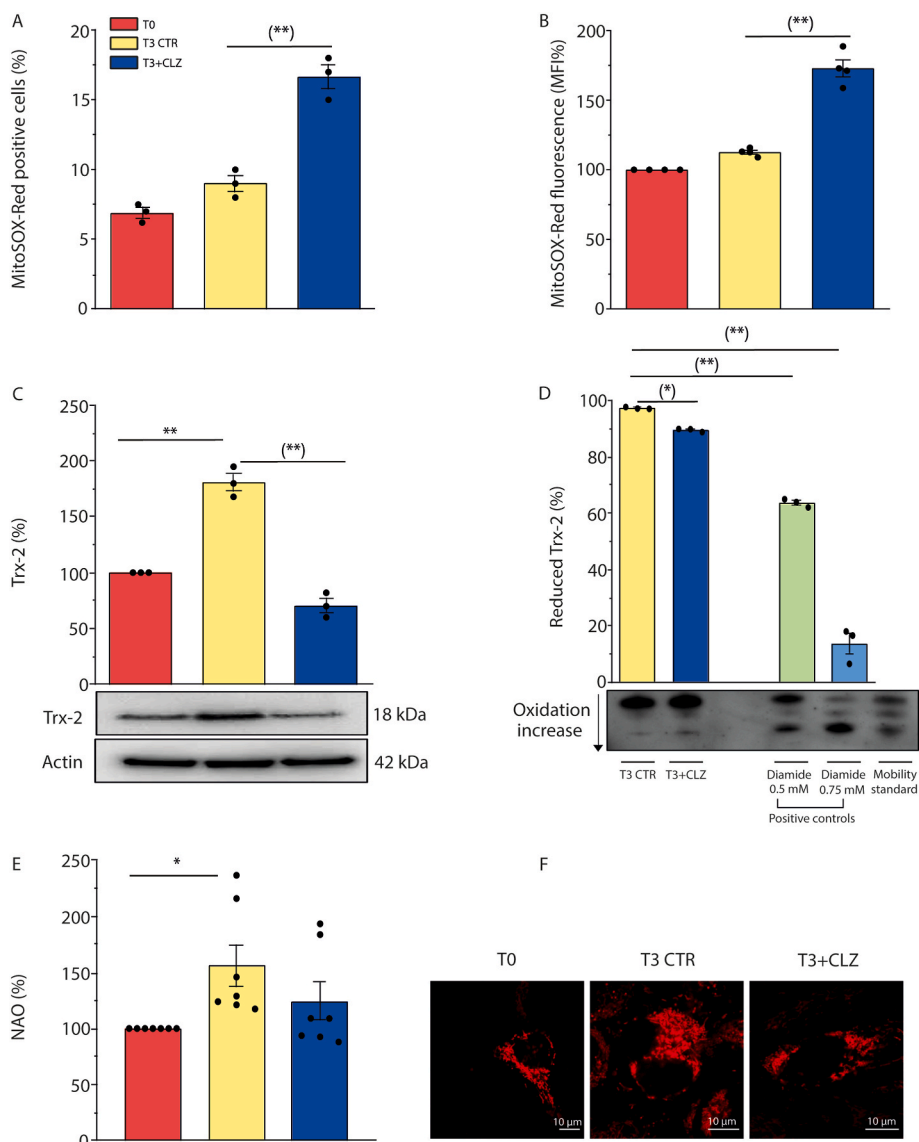 A
MitoSOX-Red positive cells (%)
20
15
10
5
0
T0
T3 CTR
T3+CLZ
(**)
B
MitoSOX-Red fluorescence (MFI%)
200
150
100
50
0
(**)
C
Trx-2 (%)
250
200
150
100
50
0
**
(**)
Trx-2
18 kDa
Actin
42 kDa
D
Reduced Trx-2 (%)
100
80
60
40
20
0
(**)
(**)
(*)
Oxidation
increase
T3 CTR
T3+CLZ
Diamide
0.5 mM
Diamide
0.75 mM
Mobility
standard
Positive controls
E
NAO (%)
250
200
150
100
50
0
*
F
T0
T3 CTR
T3+CLZ
10 µm
10 µm
10 µm